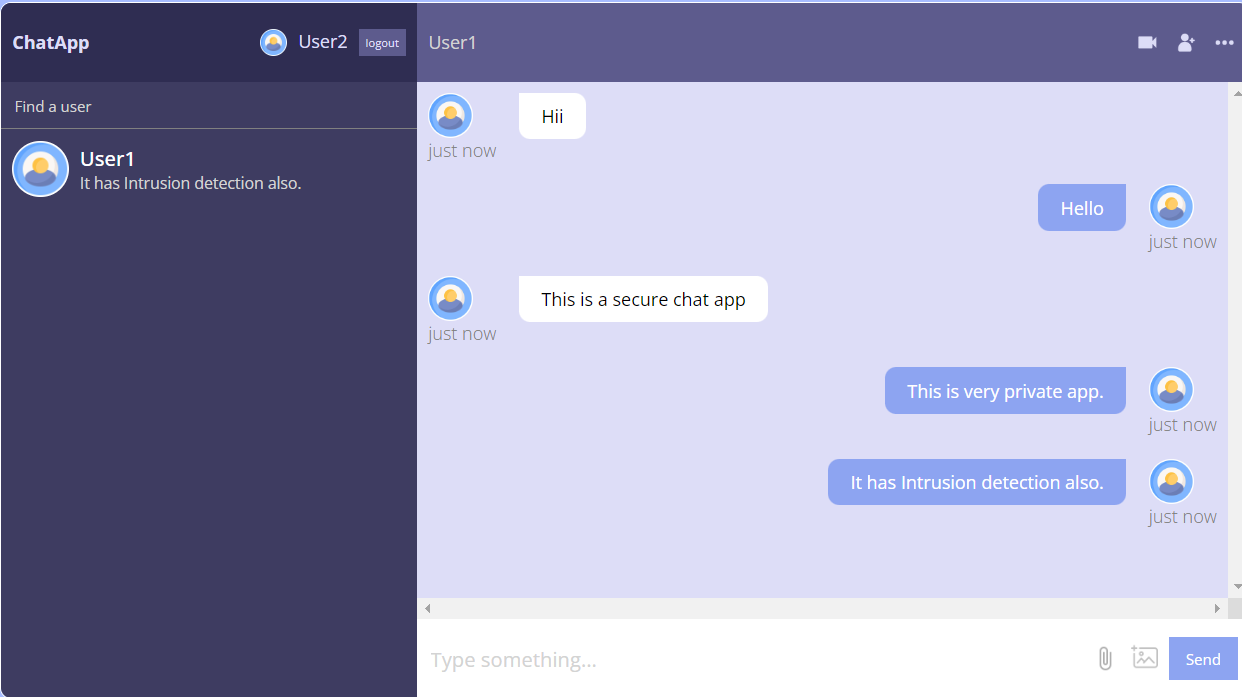 ChatApp
User2
logout
User1
Find a user
User1
It has Intrusion detection also.
Hii
just now
Hello
just now
This is a secure chat app
just now
This is very private app.
just now
It has Intrusion detection also.
just now
Type something...
Send